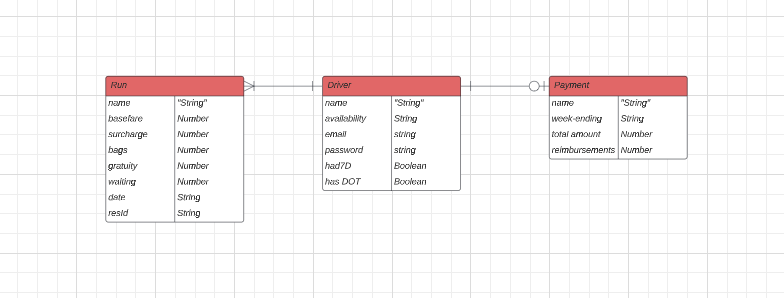 Run
name "String"
basefare Number
surcharge Number
bags Number
gratuity Number
waiting Number
date String
resId String
Driver
name "String"
availability String
email string
password string
had7D Boolean
has DOT Boolean
Payment
name "String"
week-ending String
total amount Number
reimbursements Number